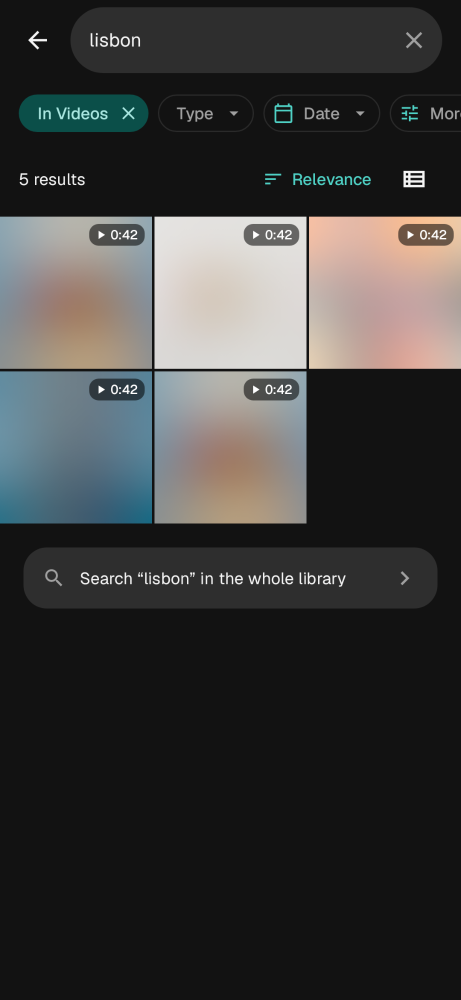 lisbon
In Videos
Type
Date
5 results
Relevance
0:42
0:42
0:42
0:42
0:42
Search “lisbon” in the whole library